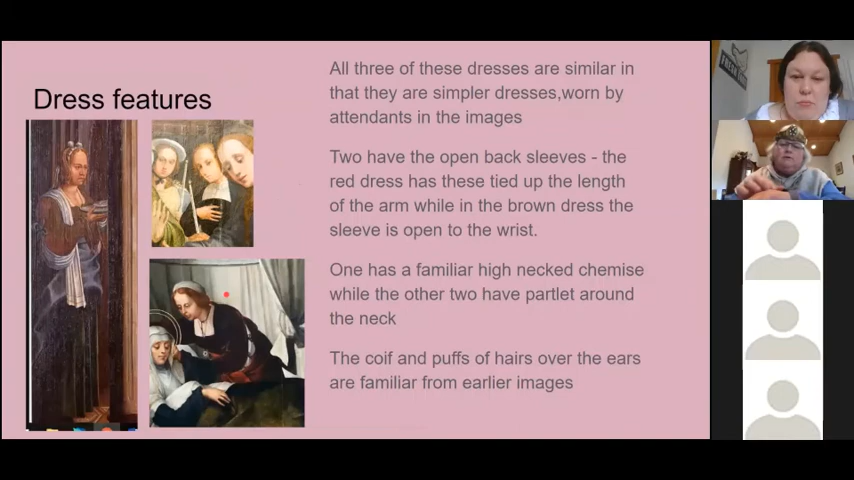 Dress features
All three of these dresses are similar in
that they are simpler dresses,worn by
attendants in the images
Two have the open back sleeves - the
red dress has these tied up the length
of the arm while in the brown dress the
sleeve is open to the wrist.
One has a familiar high necked chemise
while the other two have partlet around
the neck
The coif and puffs of hairs over the ears
are familiar from earlier images